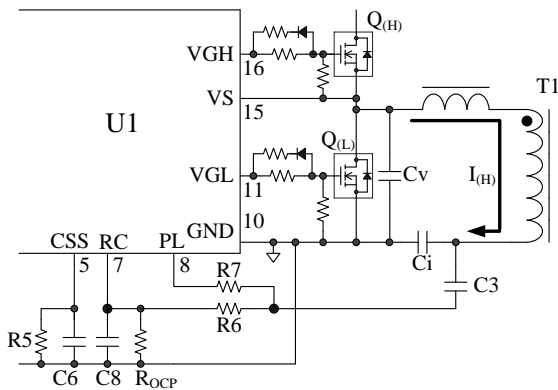 Q(H)
VGH
16
T1
VS
15
U1
Q(L)
VGL
11
Cv
I(H)
GND
10
CSS RC PL
5 7 8
Ci
R7
C3
R6
R5
C6 C8 ROCP